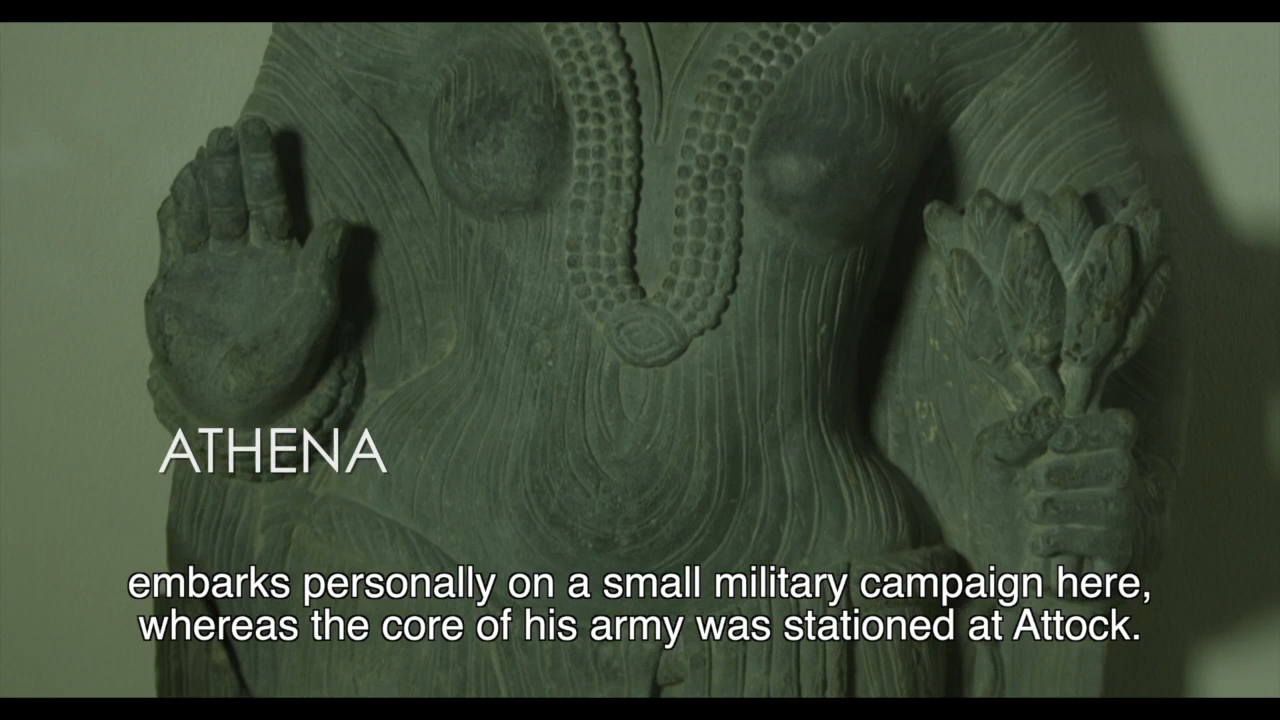 ATHENA
embarks personally on a small military campaign here,
whereas the core of his army was stationed at Attock.